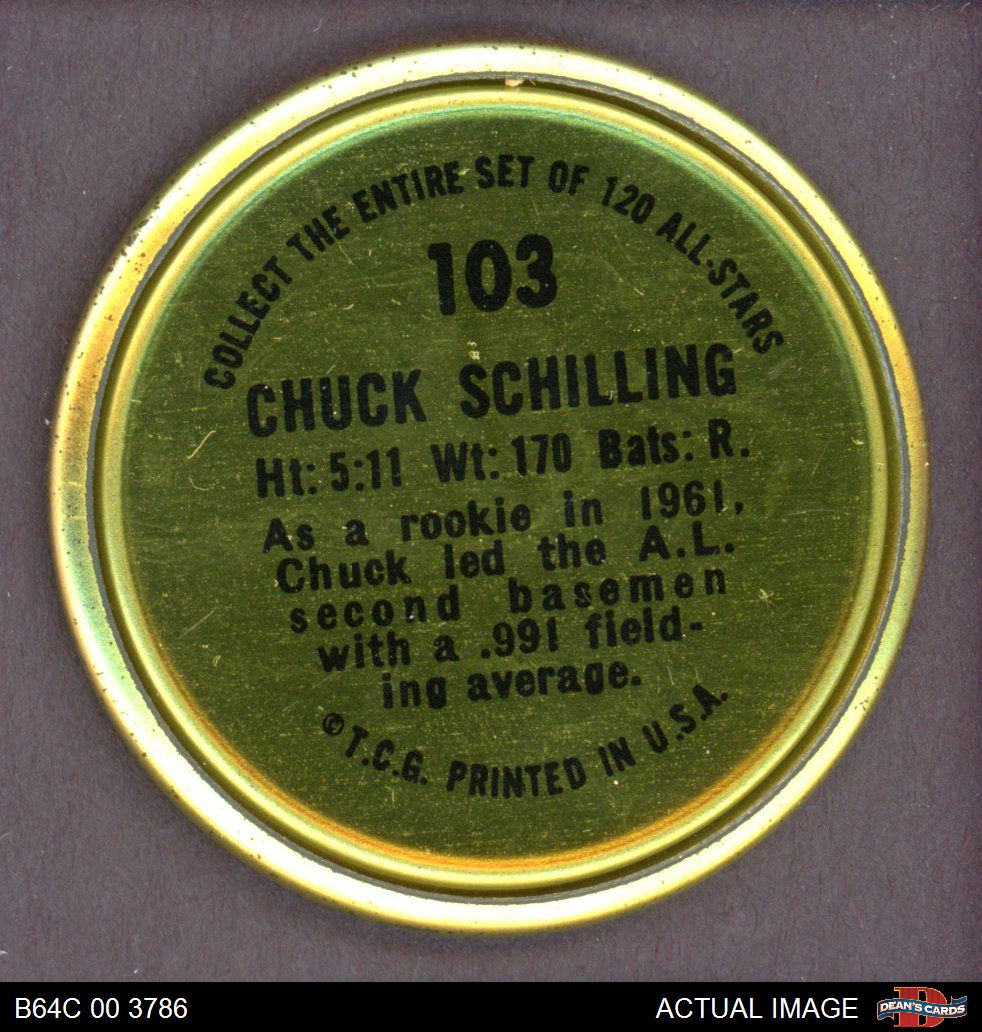 COLLECT THE ENTIRE SET OF 120 ALL-STARS
103
CHUCK SCHILLING
Ht: 5:11 Wt: 170 Bats: R.
As a rookie in 1961,
Chuck led the A.L.
second basemen
with a .991 field-
ing average.
© T.C.G. PRINTED IN U.S.A.
B64C 00 3786
ACTUAL IMAGE
DEAN'S CARDS